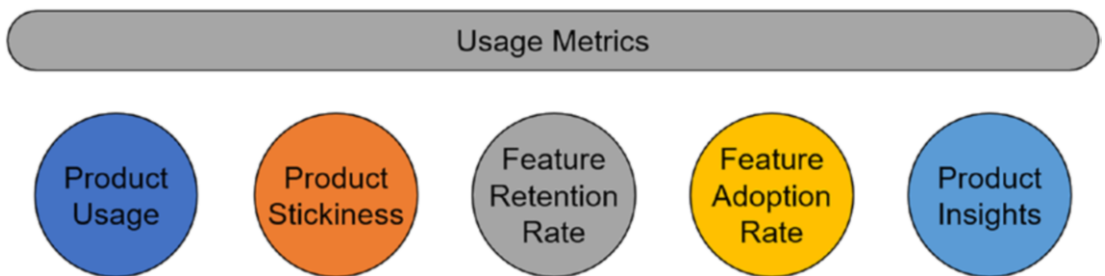 Usage Metrics
Product
Usage
Product
Stickiness
Feature
Retention
Rate
Feature
Adoption
Rate
Product
Insights